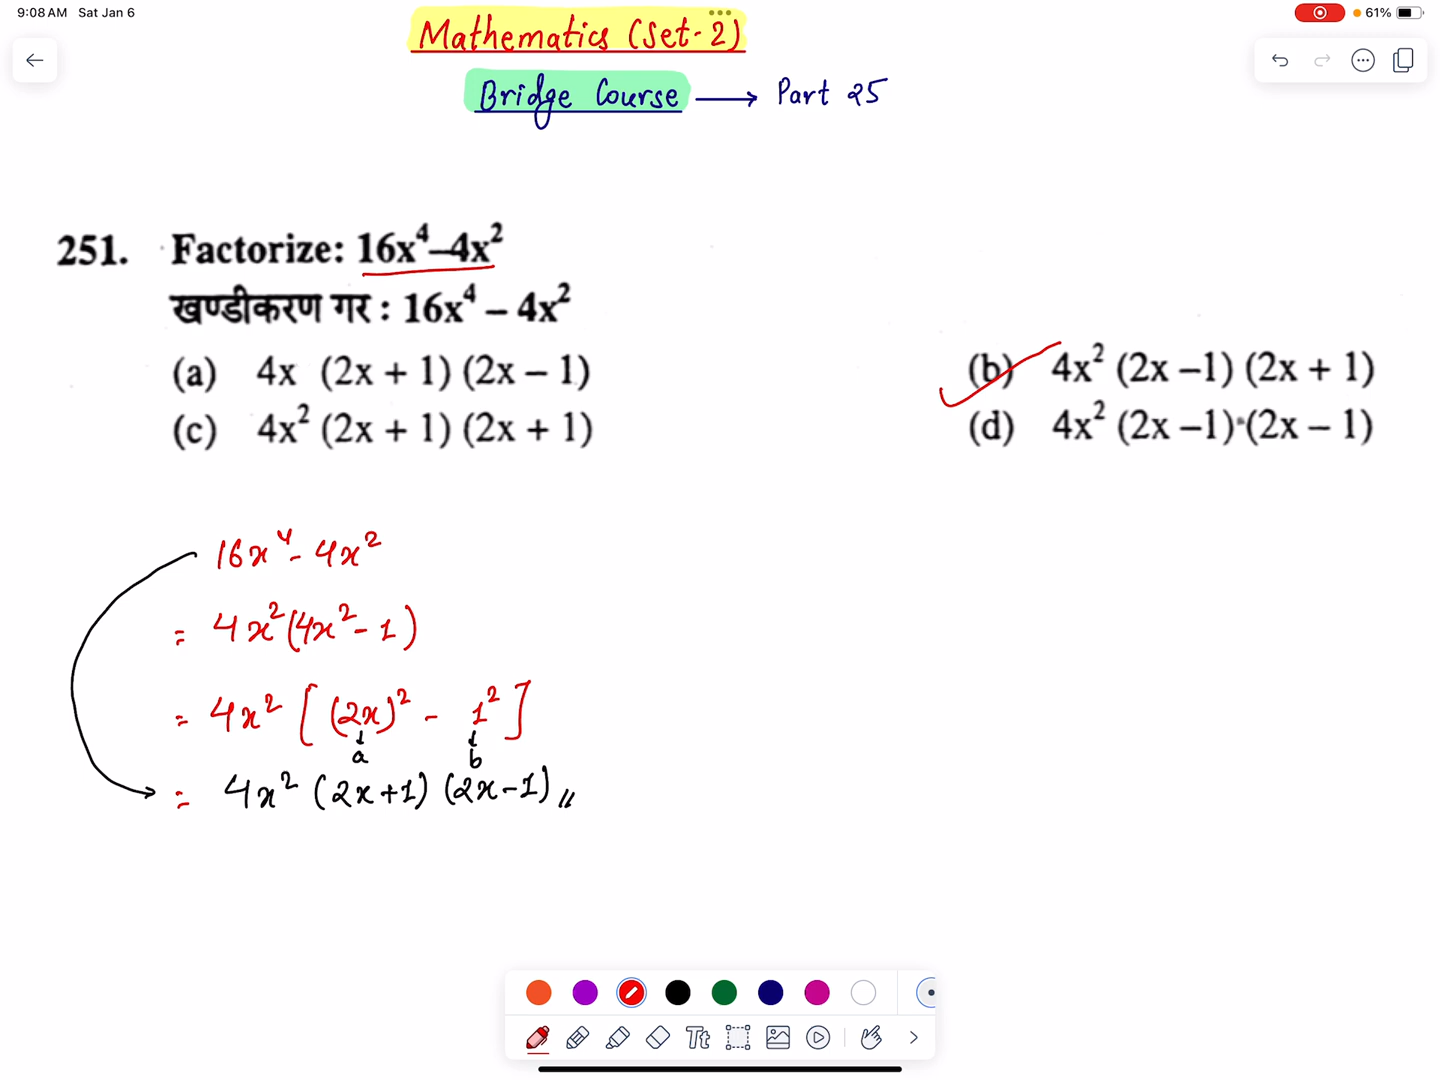 9:08 AM Sat Jan 6
61%
Mathematics (Set-2)
Bridge Course → Part 25
251. Factorize: 16x⁴–4x²
खण्डीकरण गर : 16x⁴ – 4x²
(a) 4x (2x + 1) (2x – 1)
(b) 4x² (2x –1) (2x + 1)
(c) 4x² (2x + 1) (2x + 1)
(d) 4x² (2x –1) (2x – 1)
16x⁴ - 4x²
= 4x²(4x² - 1)
= 4x² [(2x)² - 1²]
a b
= 4x² (2x+1) (2x-1) //
Tt